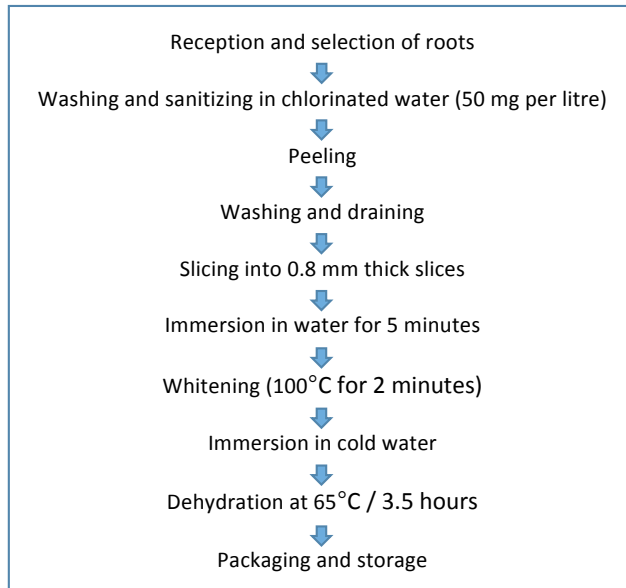 Reception and selection of roots
Washing and sanitizing in chlorinated water (50 mg per litre)
Peeling
Washing and draining
Slicing into 0.8 mm thick slices
Immersion in water for 5 minutes
Whitening (100°C for 2 minutes)
Immersion in cold water
Dehydration at 65°C / 3.5 hours
Packaging and storage